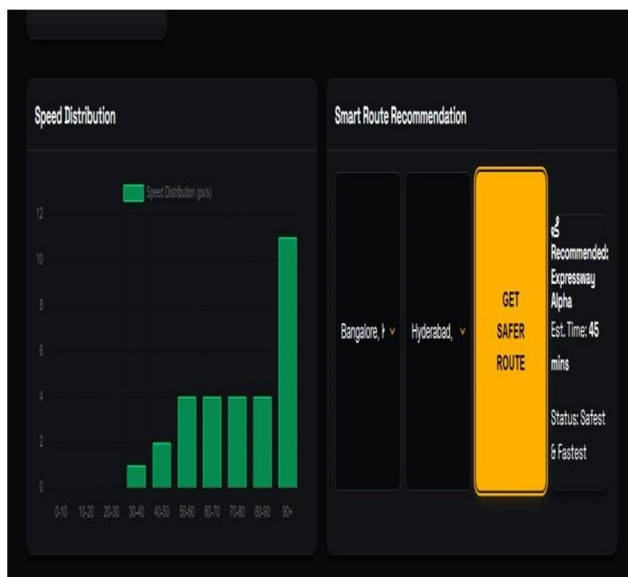 Speed Distribution
Speed Distribution (px/s)
12
10
8
6
4
2
0
0-10 10-20 20-30 30-40 40-50 50-60 60-70 70-80 80-90 90+
Smart Route Recommendation
Bangalore,
Hyderabad,
GET
SAFER
ROUTE
Recommended:
Expressway
Alpha
Est. Time: 45
mins
Status: Safest
& Fastest